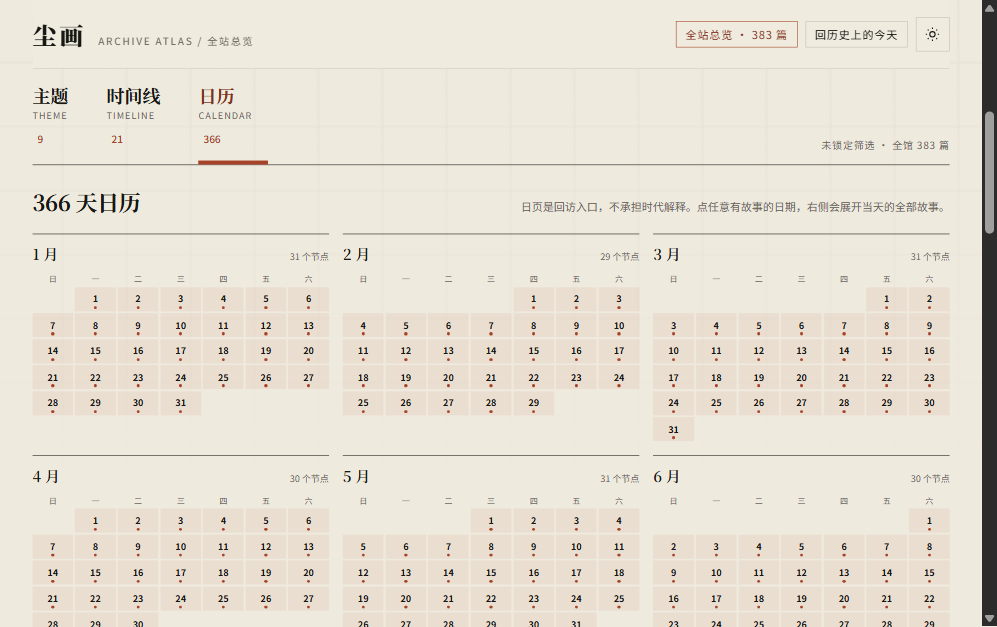 尘画 ARCHIVE ATLAS / 全站总览
全站总览 · 383 篇 回历史上的今天
主题 时间线 日历
THEME TIMELINE CALENDAR
9 21 366
未锁定筛选 · 全馆 383 篇
366 天日历
日页是回访入口，不承担时代解释。点任意有故事的日期，右侧会展开当天的全部故事。
1 月 31 个节点
日 一 二 三 四 五 六
1 2 3 4 5 6
7 8 9 10 11 12 13
14 15 16 17 18 19 20
21 22 23 24 25 26 27
28 29 30 31
2 月 29 个节点
日 一 二 三 四 五 六
1 2 3
4 5 6 7 8 9 10
11 12 13 14 15 16 17
18 19 20 21 22 23 24
25 26 27 28 29
3 月 31 个节点
日 一 二 三 四 五 六
1 2
3 4 5 6 7 8 9
10 11 12 13 14 15 16
17 18 19 20 21 22 23
24 25 26 27 28 29 30
31
4 月 30 个节点
日 一 二 三 四 五 六
1 2 3 4 5 6
7 8 9 10 11 12 13
14 15 16 17 18 19 20
21 22 23 24 25 26 27
28 29 30
5 月 31 个节点
日 一 二 三 四 五 六
1 2 3 4
5 6 7 8 9 10 11
12 13 14 15 16 17 18
19 20 21 22 23 24 25
26 27 28 29 30 31
6 月 30 个节点
日 一 二 三 四 五 六
1
2 3 4 5 6 7 8
9 10 11 12 13 14 15
16 17 18 19 20 21 22
23 24 25 26 27 28 29